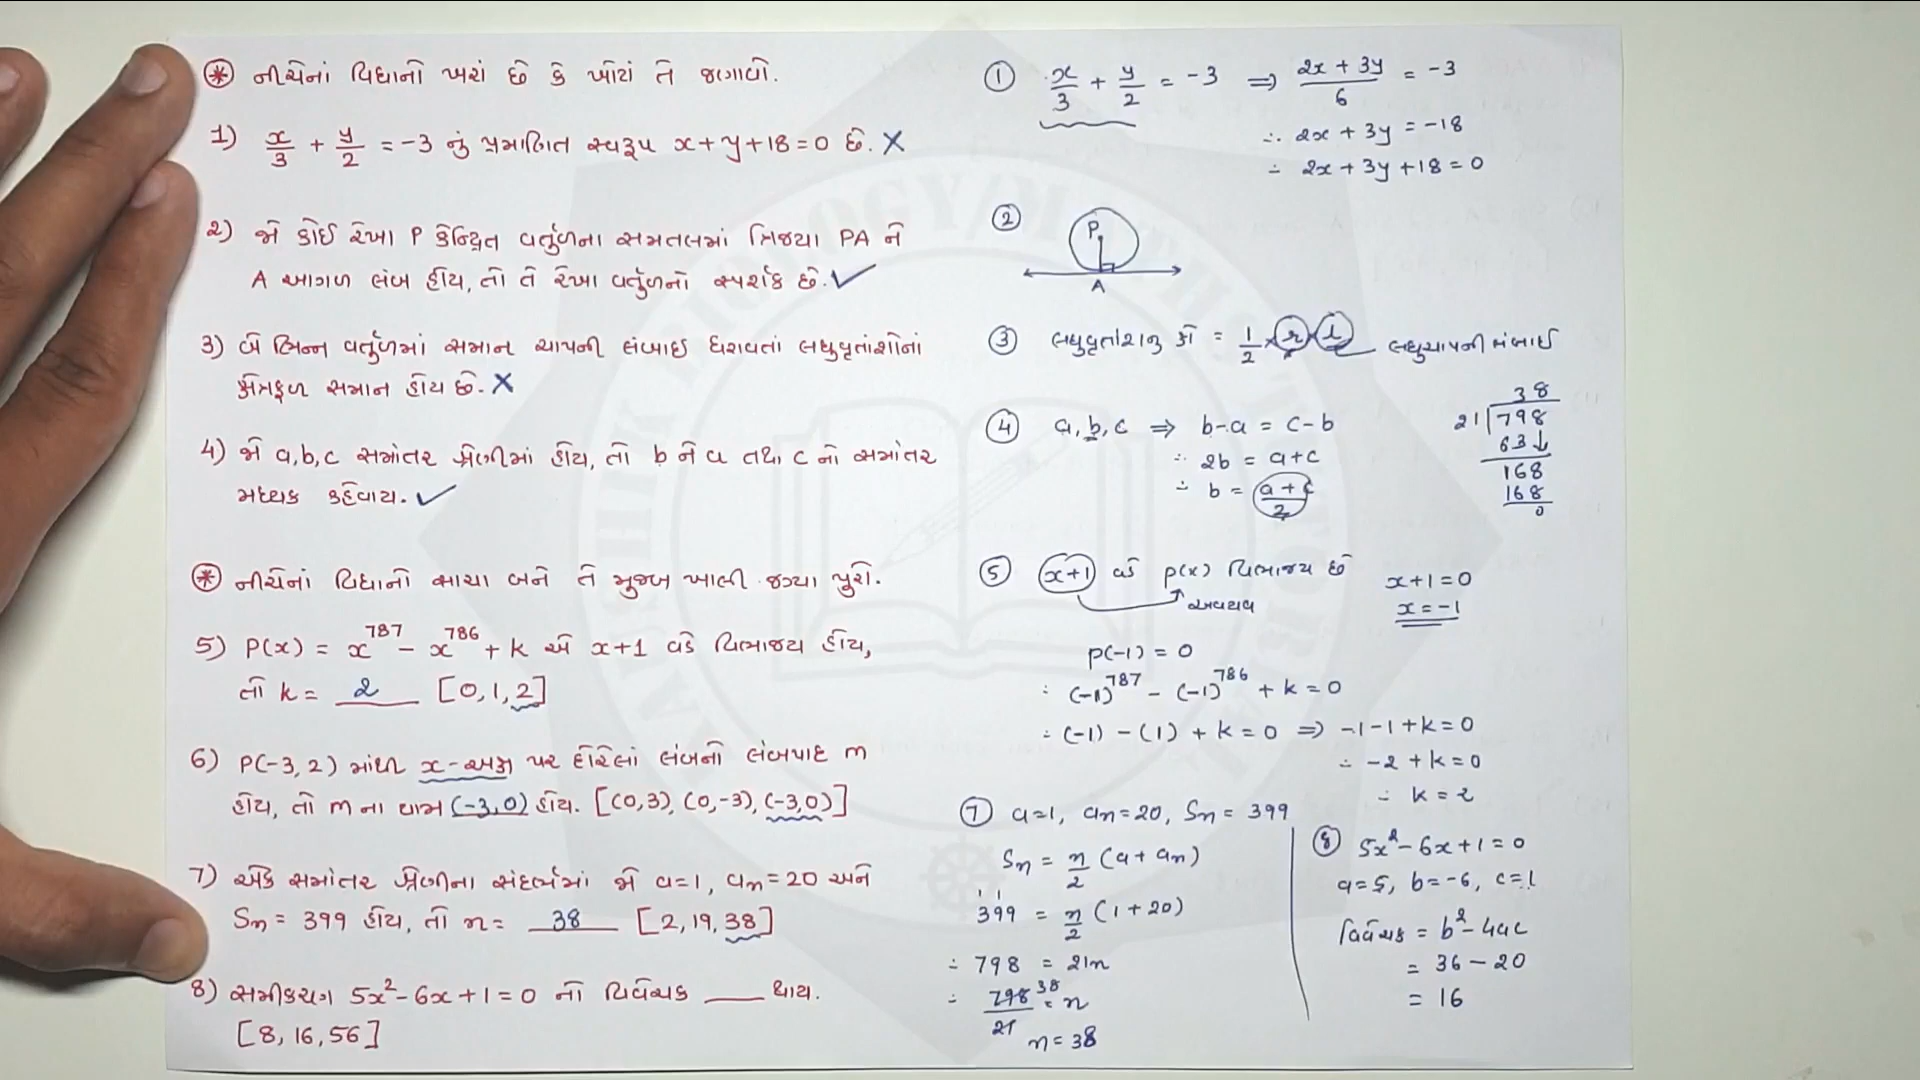 * નીચેનાં વિધાનો ખરાં છે કે ખોટાં તે જણાવો.
1) x/3 + y/2 = -3 નું પ્રમાણિત સ્વરૂપ x+y+18=0 છે. X
2) જો કોઈ રેખા P કેન્દ્રિત વર્તુળના સમતલમાં ત્રિજ્યા PA ને
A આગળ લંબ હોય, તો તે રેખા વર્તુળનો સ્પર્શક છે. ✓
3) બે ભિન્ન વર્તુળમાં સમાન ચાપની લંબાઈ ધરાવતાં લઘુવૃતાંશોનાં
ક્ષેત્રફળ સમાન હોય છે. X
4) જો a,b,c સમાંતર શ્રેણીમાં હોય, તો b ને a તથા c નો સમાંતર
મધ્યક કહેવાય. ✓
* નીચેનાં વિધાનો સાચા બને તે મુજબ ખાલી જગ્યા પુરો.
5) P(x) = x^787 - x^786 + k એ x+1 વડે વિભાજ્ય હોય,
તો k = 2 [0,1,2]
6) P(-3,2) માંથી x-અક્ષ પર દોરેલાં લંબનો લંબપાદ m
હોય, તો m ના યામ (-3,0) હોય. [(0,3), (0,-3), (-3,0)]
7) એક સમાંતર શ્રેણીના સંદર્ભમાં જો a=1, an=20 અને
Sn = 399 હોય, તો n = 38 [2,19,38]
8) સમીકરણ 5x²-6x+1=0 નો વિવેચક ____ થાય.
[8,16,56]
① x/3 + y/2 = -3 ⇒ (2x+3y)/6 = -3
∴ 2x+3y = -18
∴ 2x+3y+18=0
②
P
A
③ લઘુવૃતાંશનું ક્ષે = 1/2 × r × l લઘુચાપની લંબાઈ
④ a,b,c ⇒ b-a = c-b
∴ 2b = a+c
∴ b = (a+c)/2
38
21 798
63↓
168
168
0
⑤ (x+1) વડે p(x) વિભાજ્ય છે
અવયવ
x+1=0
x=-1
p(-1) = 0
∴ (-1)^787 - (-1)^786 + k = 0
∴ (-1) - (1) + k = 0 ⇒ -1-1+k=0
∴ -2+k=0
∴ k=2
⑦ a=1, an=20, Sn=399
Sn = n/2 (a+an)
399 = n/2 (1+20)
∴ 798 = 21n
∴ 798/21 38 = n
n=38
⑧ 5x²-6x+1=0
a=5, b=-6, c=1
વિવેચક = b²-4ac
= 36-20
= 16